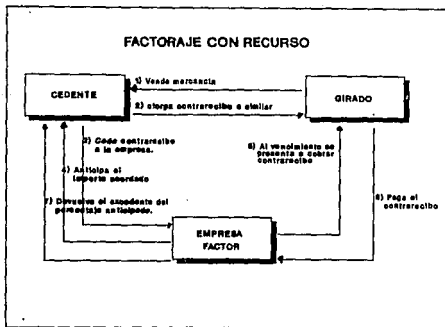 FACTORAJE CON RECURSO
CEDENTE
GIRADO
1) Vende mercancia
2) otorga contrarecibo o similar
3) Cede contrarecibo
a la empresa.
4) Anticipa el
importe acordado
7) Devuelve el excedente del
porcentaje anticipado.
5) Al vencimiento se
presenta a cobrar
contrarecibo
6) Paga el
contrarecibo
EMPRESA
FACTOR